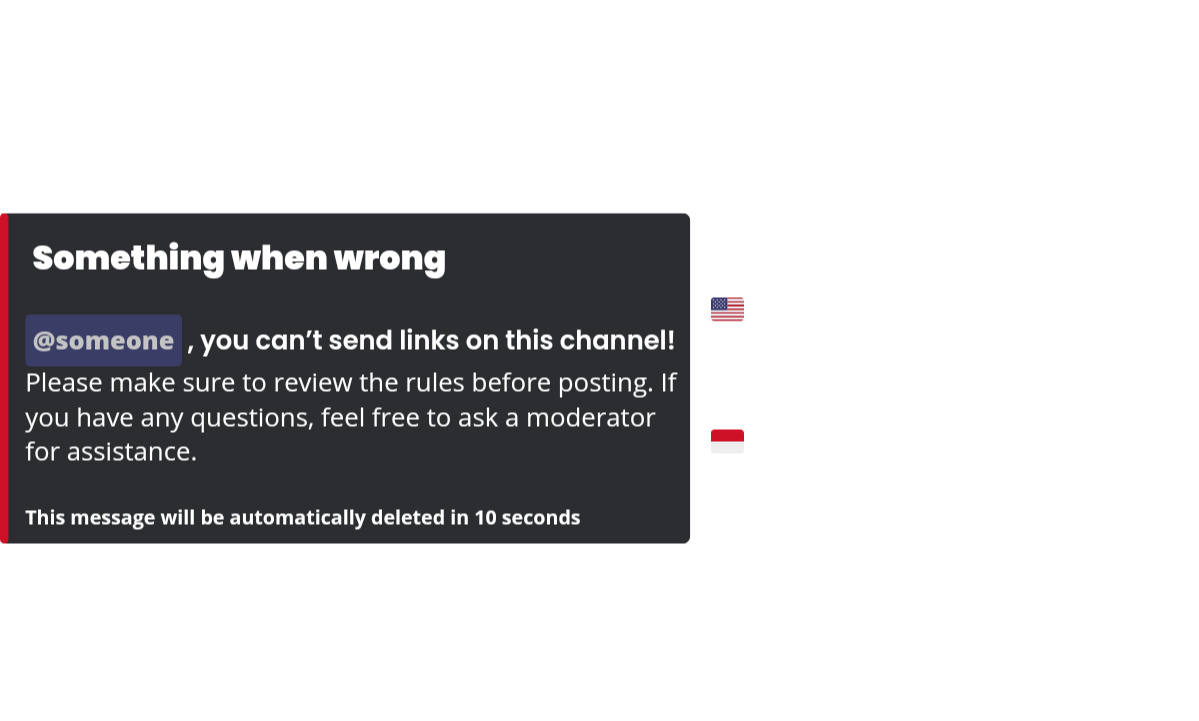 Something when wrong
@someone , you can’t send links on this channel!
Please make sure to review the rules before posting. If
you have any questions, feel free to ask a moderator
for assistance.
This message will be automatically deleted in 10 seconds